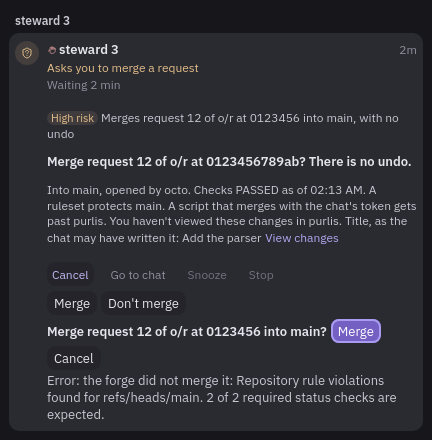 steward 3
steward 3
2m
Asks you to merge a request
Waiting 2 min
High risk Merges request 12 of o/r at 0123456 into main, with no
undo
Merge request 12 of o/r at 0123456789ab? There is no undo.
Into main, opened by octo. Checks PASSED as of 02:13 AM. A
ruleset protects main. A script that merges with the chat's token gets
past purlis. You haven't viewed these changes in purlis. Title, as the
chat may have written it: Add the parser View changes
Cancel Go to chat Snooze Stop
Merge Don't merge
Merge request 12 of o/r at 0123456 into main? Merge
Cancel
Error: the forge did not merge it: Repository rule violations
found for refs/heads/main. 2 of 2 required status checks are
expected.